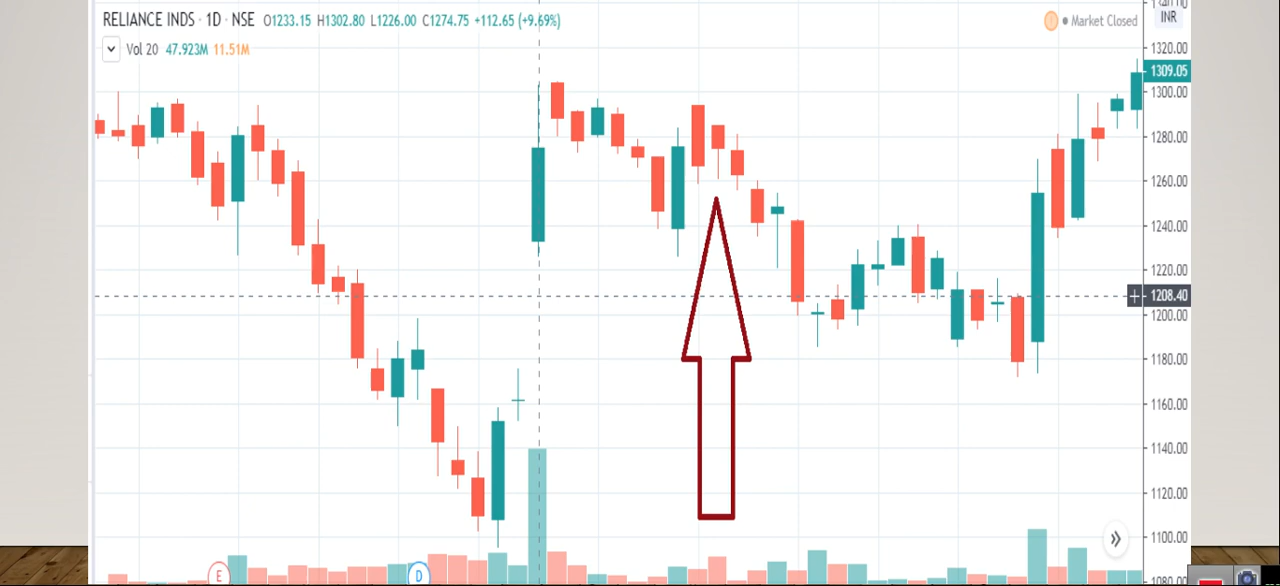 RELIANCE INDS · 1D · NSE O1233.15 H1302.80 L1226.00 C1274.75 +112.65 (+9.69%)
Market Closed
INR
Vol 20 47.923M 11.51M
1320.00
1309.05
1300.00
1280.00
1260.00
1240.00
1220.00
1208.40
1200.00
1180.00
1160.00
1140.00
1120.00
1100.00
E
D